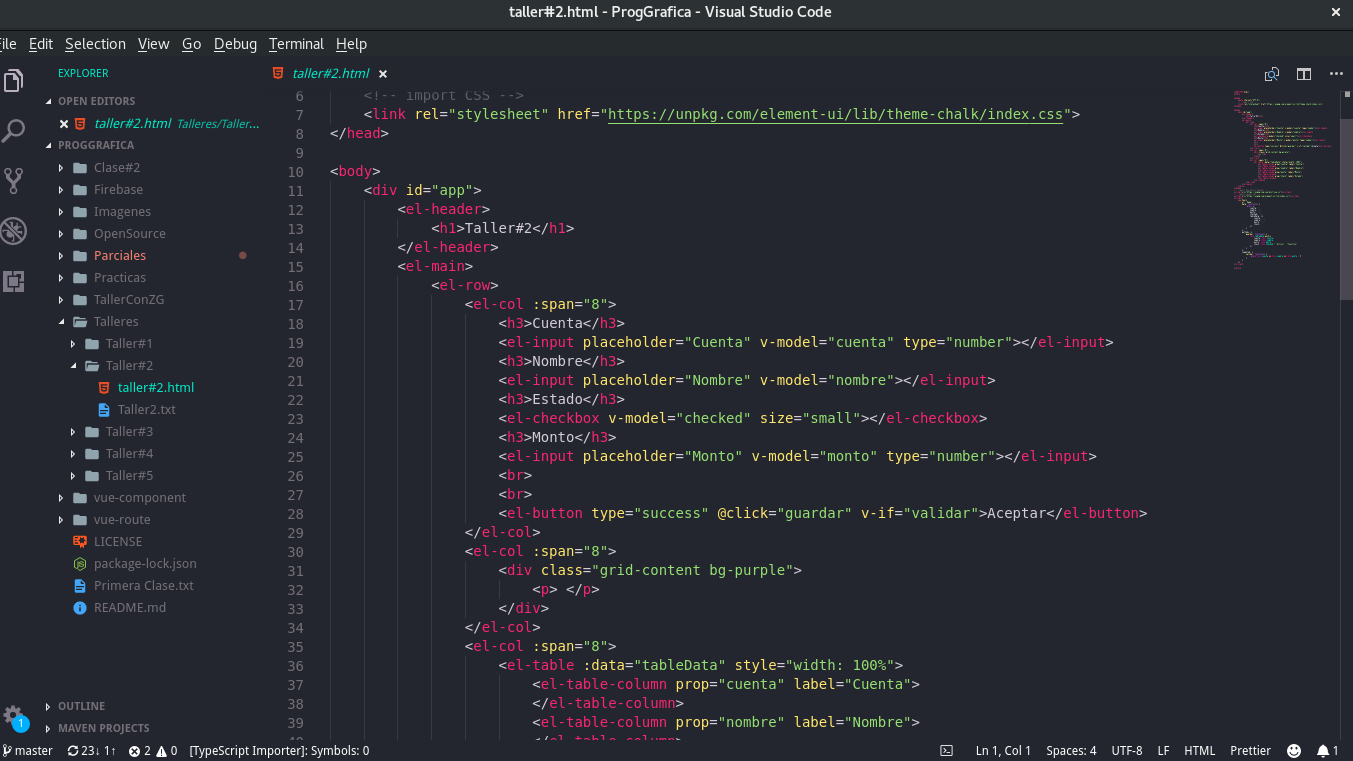 taller#2.html - ProgGrafica - Visual Studio Code
File Edit Selection View Go Debug Terminal Help
EXPLORER
OPEN EDITORS
taller#2.html Talleres/Taller...
PROGGRAFICA
Clase#2
Firebase
Imagenes
OpenSource
Parciales
Practicas
TallerConZG
Talleres
Taller#1
Taller#2
taller#2.html
Taller2.txt
Taller#3
Taller#4
Taller#5
vue-component
vue-route
LICENSE
package-lock.json
Primera Clase.txt
README.md
OUTLINE
MAVEN PROJECTS
1
taller#2.html
6 <!-- import CSS -->
7 <link rel="stylesheet" href="https://unpkg.com/element-ui/lib/theme-chalk/index.css">
8 </head>
9
10 <body>
11 <div id="app">
12 <el-header>
13 <h1>Taller#2</h1>
14 </el-header>
15 <el-main>
16 <el-row>
17 <el-col :span="8">
18 <h3>Cuenta</h3>
19 <el-input placeholder="Cuenta" v-model="cuenta" type="number"></el-input>
20 <h3>Nombre</h3>
21 <el-input placeholder="Nombre" v-model="nombre"></el-input>
22 <h3>Estado</h3>
23 <el-checkbox v-model="checked" size="small"></el-checkbox>
24 <h3>Monto</h3>
25 <el-input placeholder="Monto" v-model="monto" type="number"></el-input>
26 <br>
27 <br>
28 <el-button type="success" @click="guardar" v-if="validar">Aceptar</el-button>
29 </el-col>
30 <el-col :span="8">
31 <div class="grid-content bg-purple">
32 <p> </p>
33 </div>
34 </el-col>
35 <el-col :span="8">
36 <el-table :data="tableData" style="width: 100%">
37 <el-table-column prop="cuenta" label="Cuenta">
38 </el-table-column>
39 <el-table-column prop="nombre" label="Nombre">
40 </el-table-column>
master 23↓ 1↑ 2 0 [TypeScript Importer]: Symbols: 0 Ln 1, Col 1 Spaces: 4 UTF-8 LF HTML Prettier 1